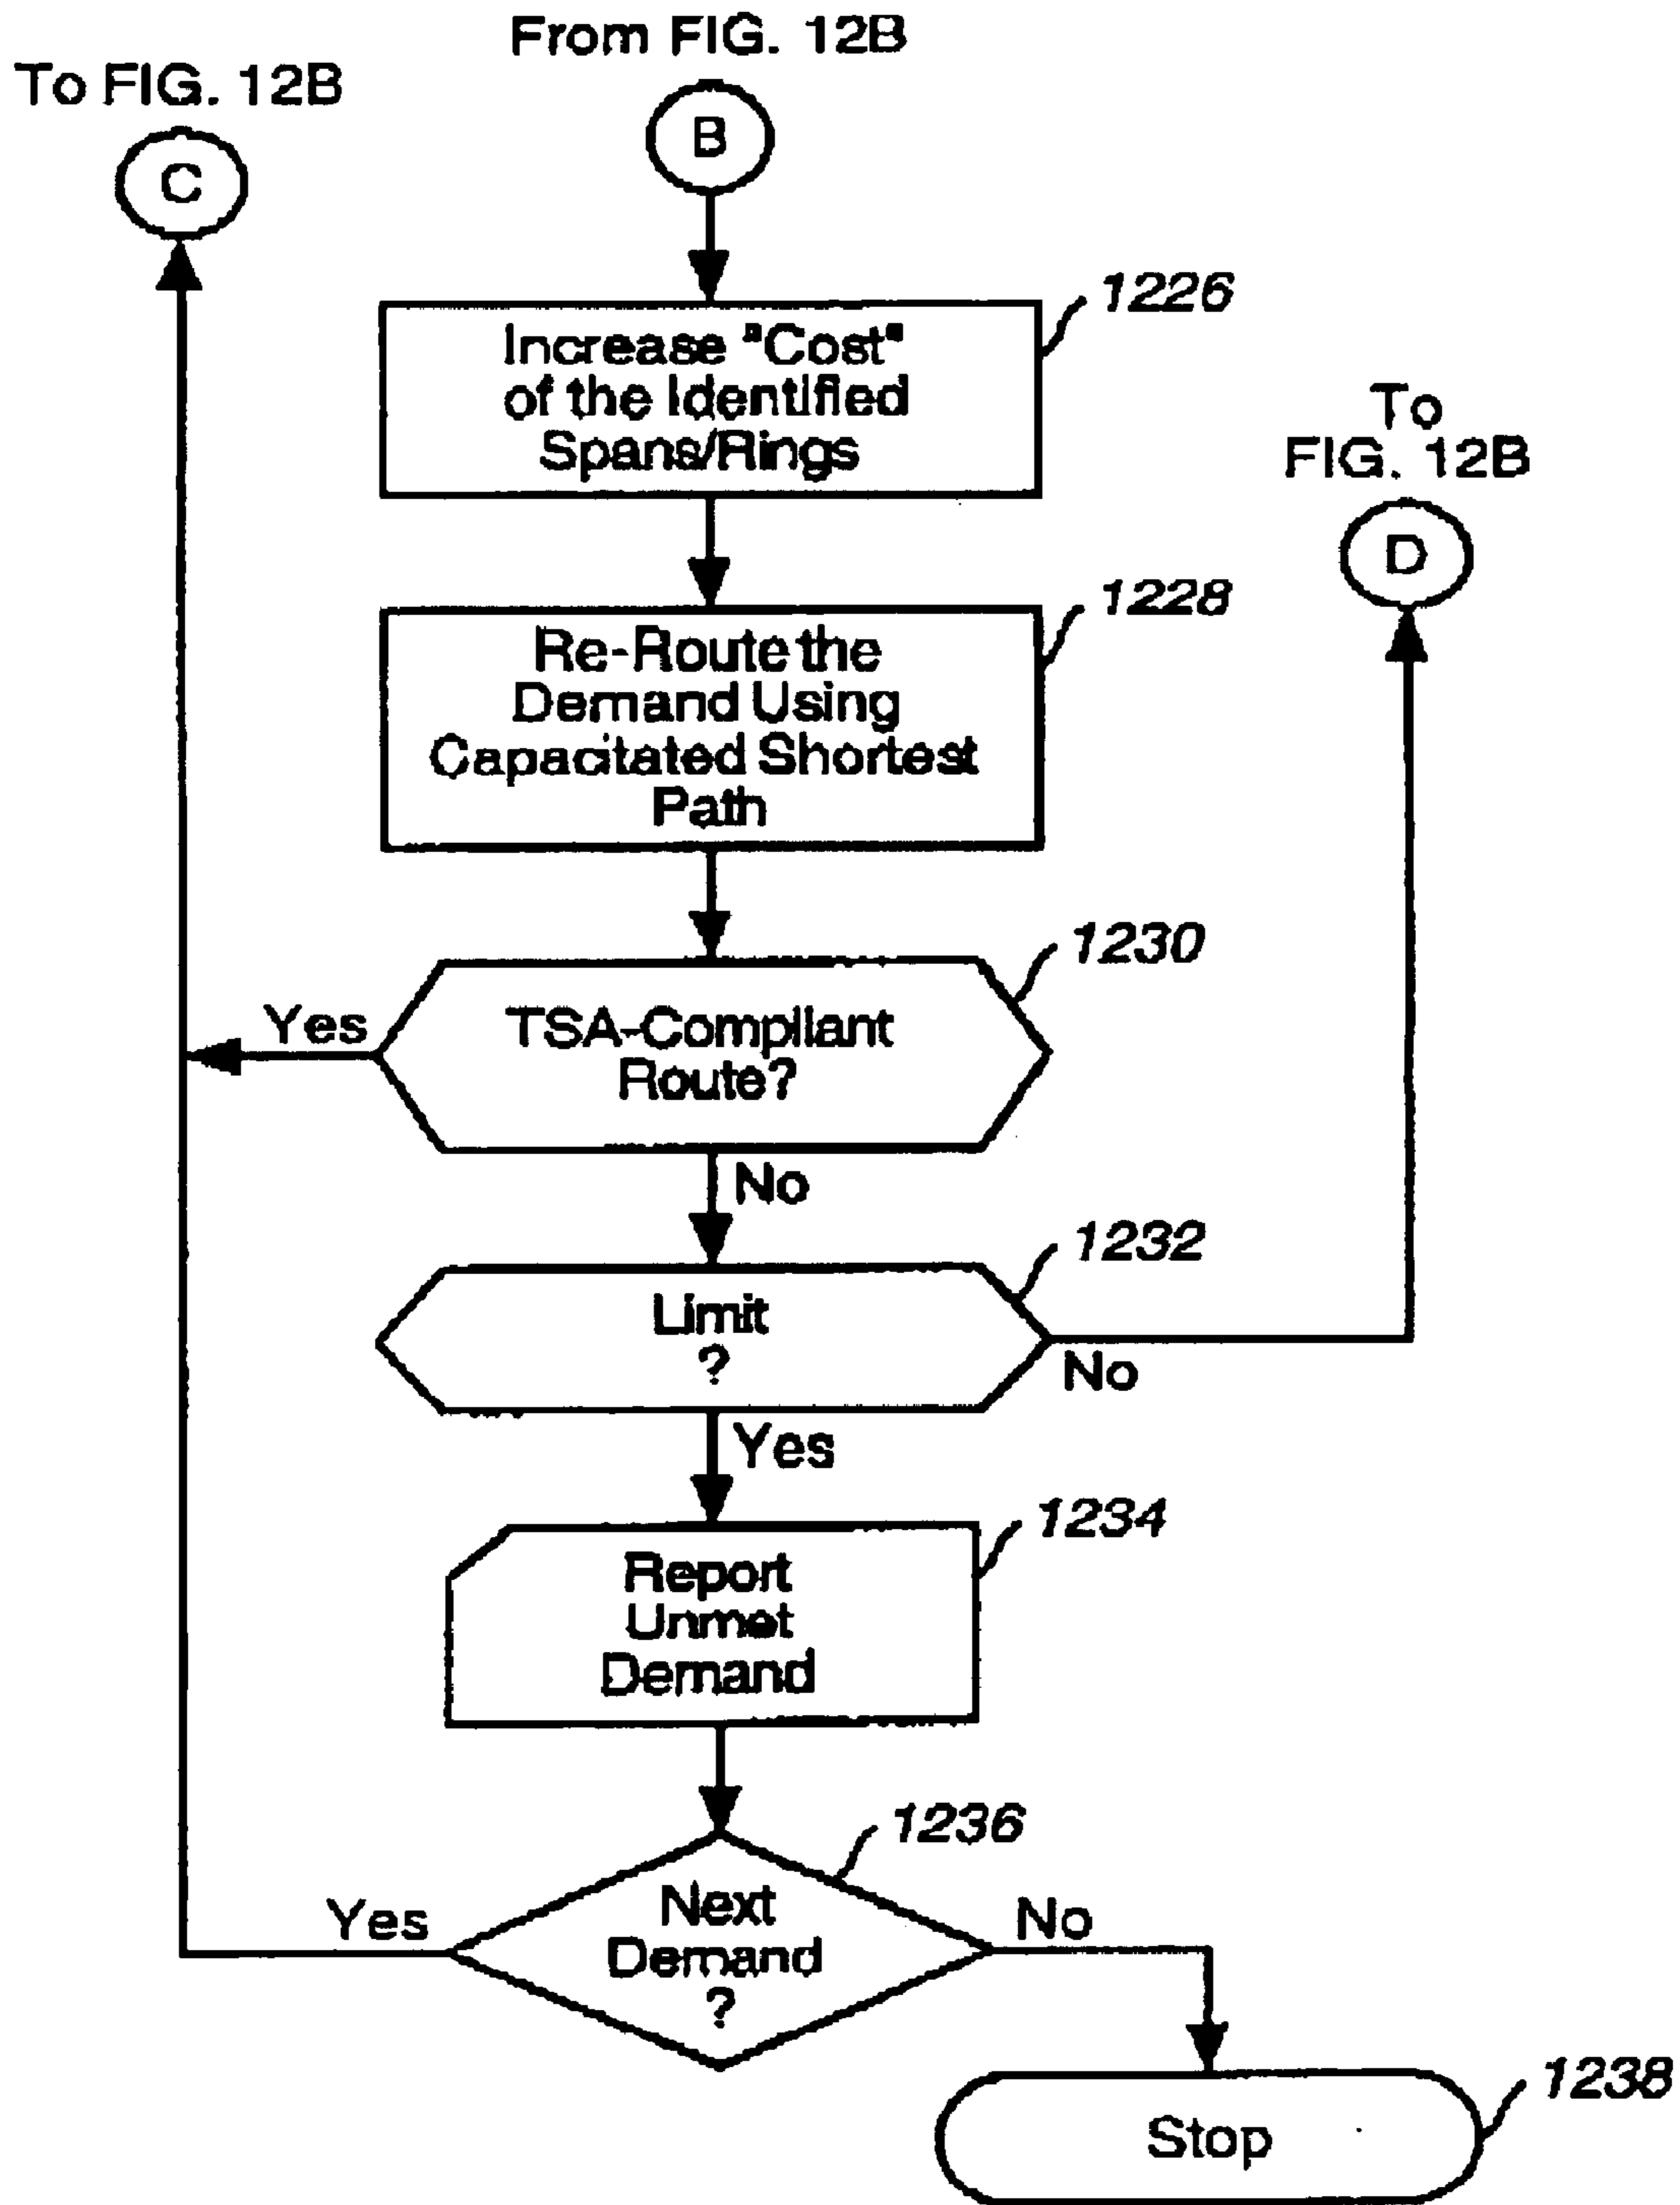 From FIG. 12B
To FIG. 12B
B
C
1226
Increase "Cost"
of the Identified
Spans/Rings
To
FIG. 12B
D
1228
Re-Route the
Demand Using
Capacitated Shortest
Path
1230
Yes
TSA-Compliant
Route?
No
1232
Limit
?
No
Yes
1234
Report
Unmet
Demand
1236
Yes
Next
Demand
?
No
1238
Stop